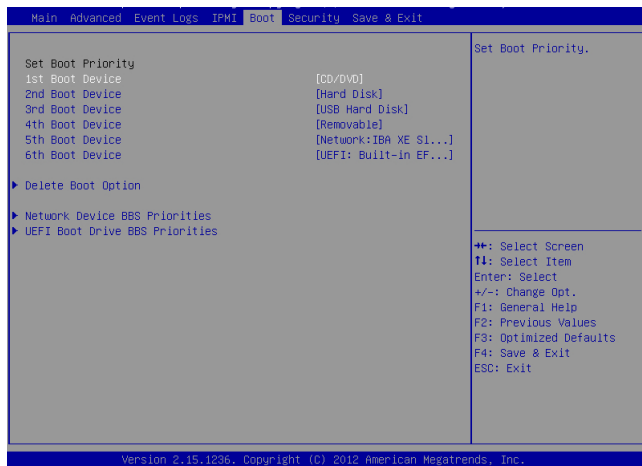 Main Advanced Event Logs IPMI Boot Security Save & Exit
Set Boot Priority
1st Boot Device [CD/DVD]
2nd Boot Device [Hard Disk]
3rd Boot Device [USB Hard Disk]
4th Boot Device [Removable]
5th Boot Device [Network:IBA XE Sl...]
6th Boot Device [UEFI: Built-in EF...]
Delete Boot Option
Network Device BBS Priorities
UEFI Boot Drive BBS Priorities
Set Boot Priority.
→←: Select Screen
↑↓: Select Item
Enter: Select
+/-: Change Opt.
F1: General Help
F2: Previous Values
F3: Optimized Defaults
F4: Save & Exit
ESC: Exit
Version 2.15.1236. Copyright (C) 2012 American Megatrends, Inc.